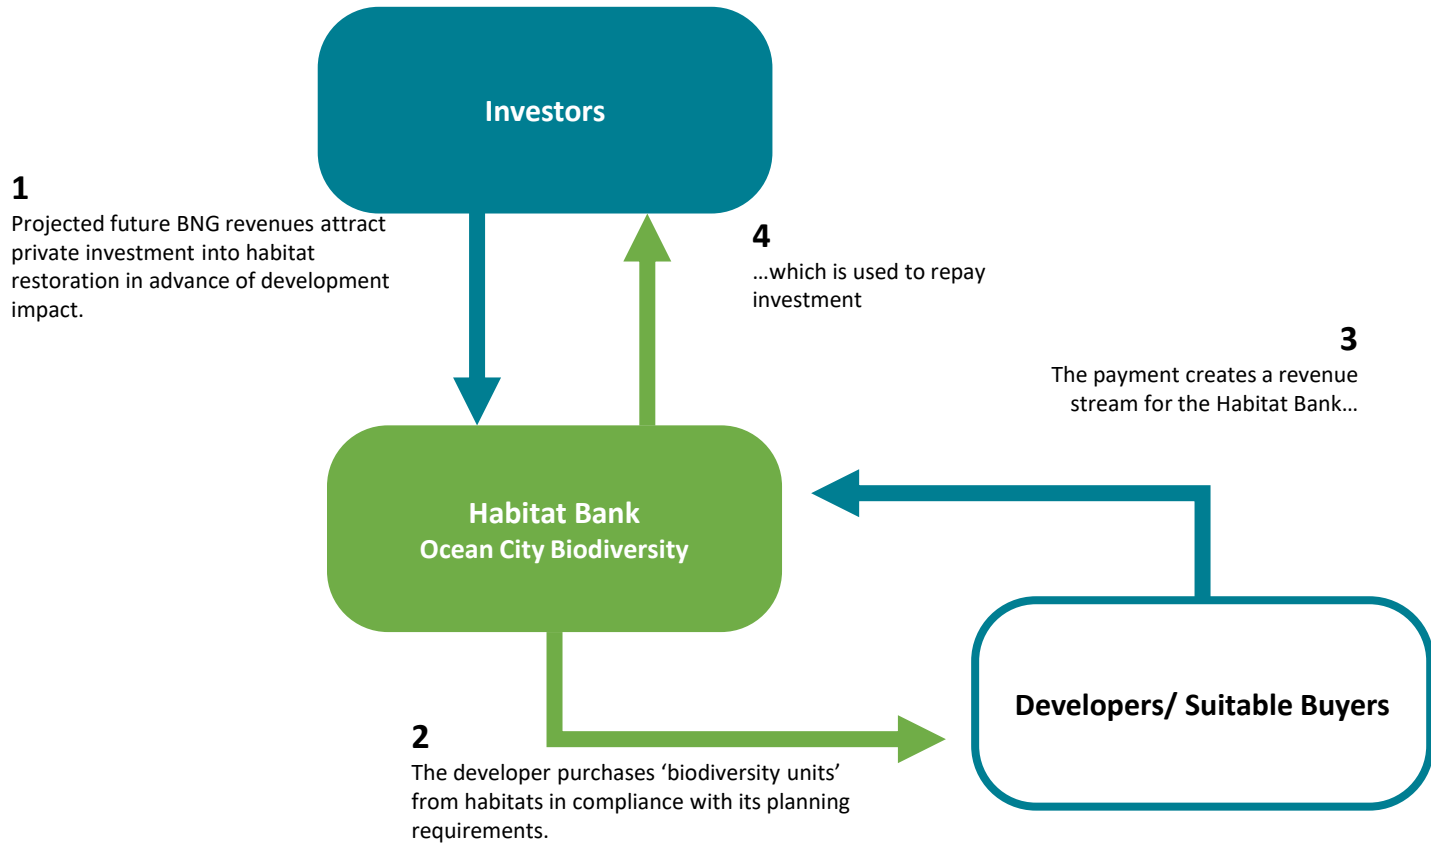 Investors
1
Projected future BNG revenues attract
private investment into habitat
restoration in advance of development
impact.
4
…which is used to repay
investment
3
The payment creates a revenue
stream for the Habitat Bank…
Habitat Bank
Ocean City Biodiversity
Developers/ Suitable Buyers
2
The developer purchases ‘biodiversity units’
from habitats in compliance with its planning
requirements.